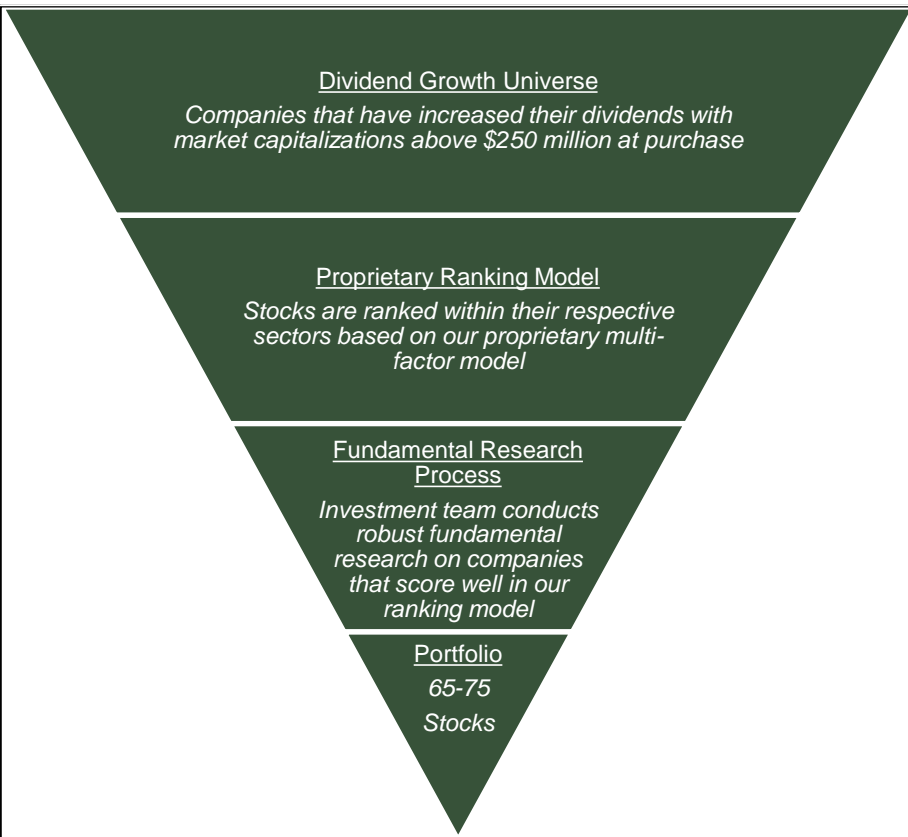 Dividend Growth Universe
Companies that have increased their dividends with
market capitalizations above $250 million at purchase
Proprietary Ranking Model
Stocks are ranked within their respective
sectors based on our proprietary multi-
factor model
Fundamental Research
Process
Investment team conducts
robust fundamental
research on companies
that score well in our
ranking model
Portfolio
65-75
Stocks